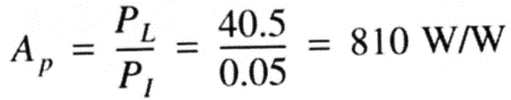 A_p = P_L / P_I = 40.5 / 0.05 = 810 W/W